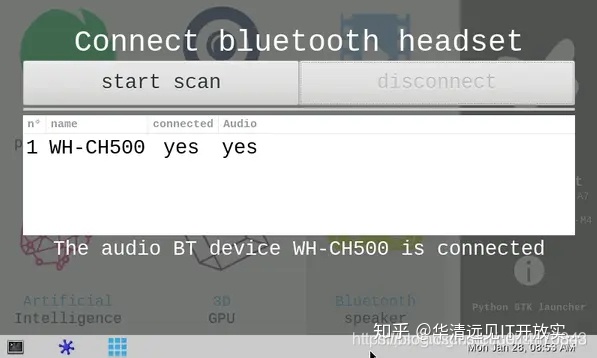 Connect bluetooth headset
start scan
disconnect
n° name connected Audio
1 WH-CH500 yes yes
The audio BT device WH-CH500 is connected
Artificial
Intelligence
3D
GPU
Bluetooth
speaker
Python GTK launcher
知乎 @华清远见IT开放实
Mon Jan 28, 08:53 AM